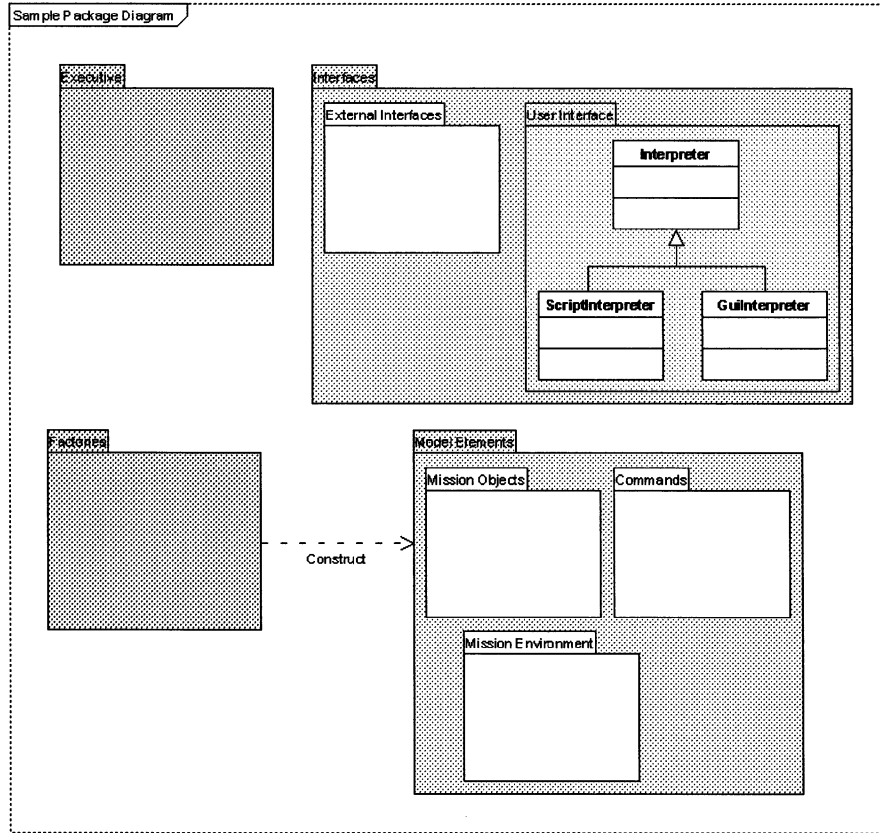 Sample Package Diagram
Executive
Interfaces
External Interfaces
User Interface
Interpreter
ScriptInterpreter
GuiInterpreter
Factories
Construct
Model Elements
Mission Objects
Commands
Mission Environment